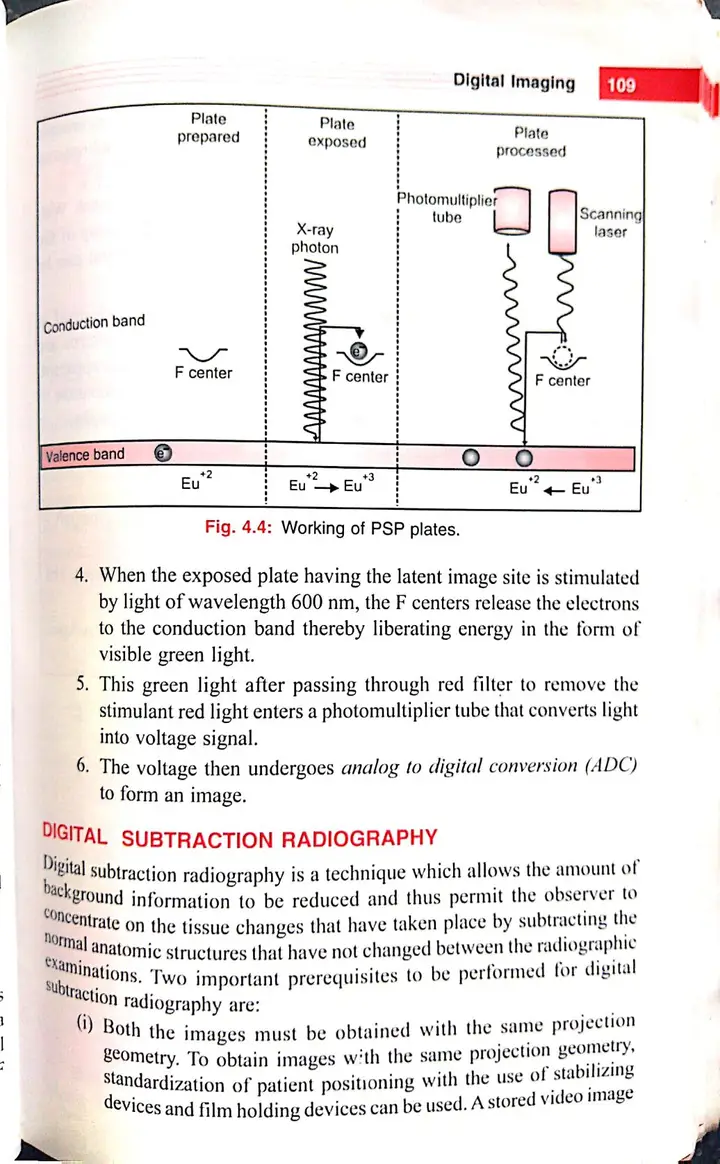 Digital Imaging 109
Plate prepared
Plate exposed
Plate processed
Photomultiplier tube
Scanning laser
X-ray photon
Conduction band
F center
e⁻
F center
F center
Valence band
e⁻
Eu⁺²
Eu⁺² → Eu⁺³
Eu⁺² ← Eu⁺³
Fig. 4.4: Working of PSP plates.
4. When the exposed plate having the latent image site is stimulated
by light of wavelength 600 nm, the F centers release the electrons
to the conduction band thereby liberating energy in the form of
visible green light.
5. This green light after passing through red filter to remove the
stimulant red light enters a photomultiplier tube that converts light
into voltage signal.
6. The voltage then undergoes analog to digital conversion (ADC)
to form an image.
DIGITAL SUBTRACTION RADIOGRAPHY
Digital subtraction radiography is a technique which allows the amount of
background information to be reduced and thus permit the observer to
concentrate on the tissue changes that have taken place by subtracting the
normal anatomic structures that have not changed between the radiographic
examinations. Two important prerequisites to be performed for digital
subtraction radiography are:
(i) Both the images must be obtained with the same projection
geometry. To obtain images with the same projection geometry,
standardization of patient positioning with the use of stabilizing
devices and film holding devices can be used. A stored video image